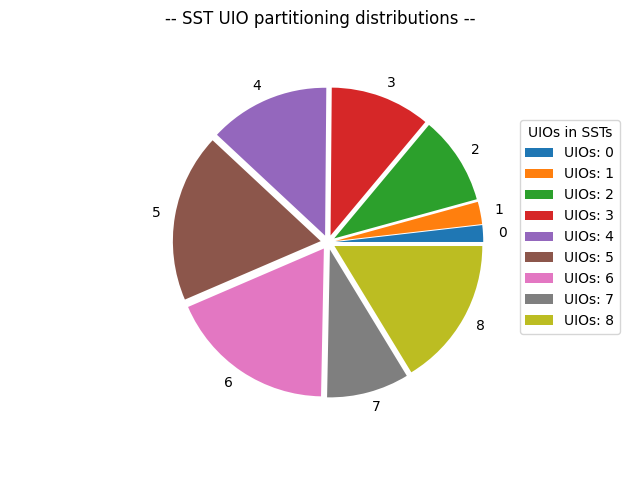 -- SST UIO partitioning distributions --
4
3
2
1
0
5
6
7
8
UIOs in SSTs
UIOs: 0
UIOs: 1
UIOs: 2
UIOs: 3
UIOs: 4
UIOs: 5
UIOs: 6
UIOs: 7
UIOs: 8